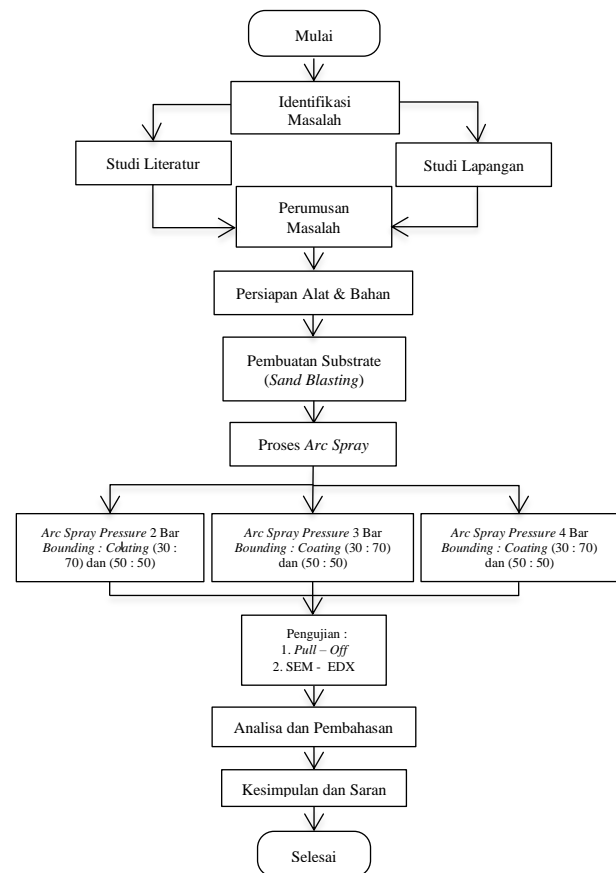 Mulai
Identifikasi
Masalah
Studi Literatur
Studi Lapangan
Perumusan
Masalah
Persiapan Alat & Bahan
Pembuatan Substrate
(Sand Blasting)
Proses Arc Spray
Arc Spray Pressure 2 Bar
Bounding : Coating (30 :
70) dan (50 : 50)
Arc Spray Pressure 3 Bar
Bounding : Coating (30 : 70)
dan (50 : 50)
Arc Spray Pressure 4 Bar
Bounding : Coating (30 : 70)
dan (50 : 50)
Pengujian :
1. Pull – Off
2. SEM - EDX
Analisa dan Pembahasan
Kesimpulan dan Saran
Selesai